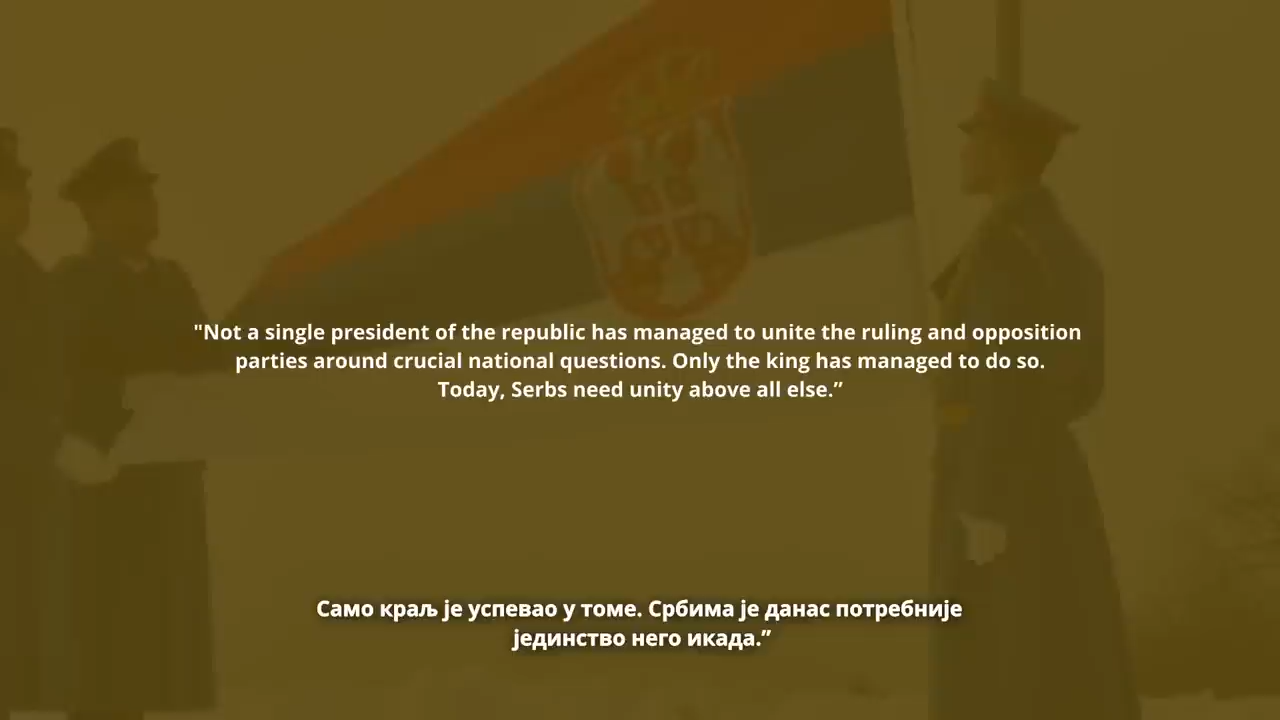 "Not a single president of the republic has managed to unite the ruling and opposition
parties around crucial national questions. Only the king has managed to do so.
Today, Serbs need unity above all else.”
Само краљ је успевао у томе. Србима је данас потребније
јединство него икада.”